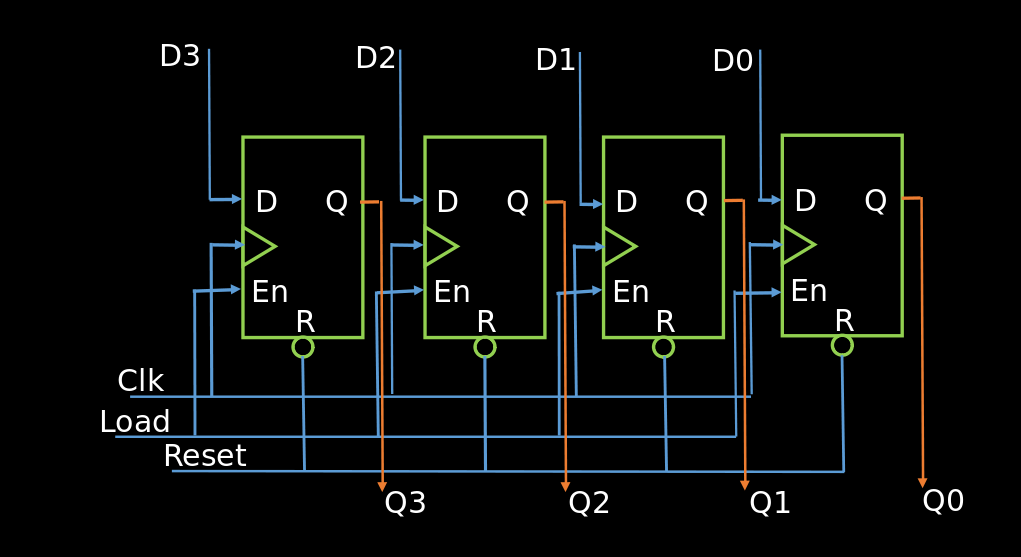 D3 D2 D1 D0
D Q D Q D Q D Q
En En En En
R R R R
Clk
Load
Reset
Q3 Q2 Q1 Q0